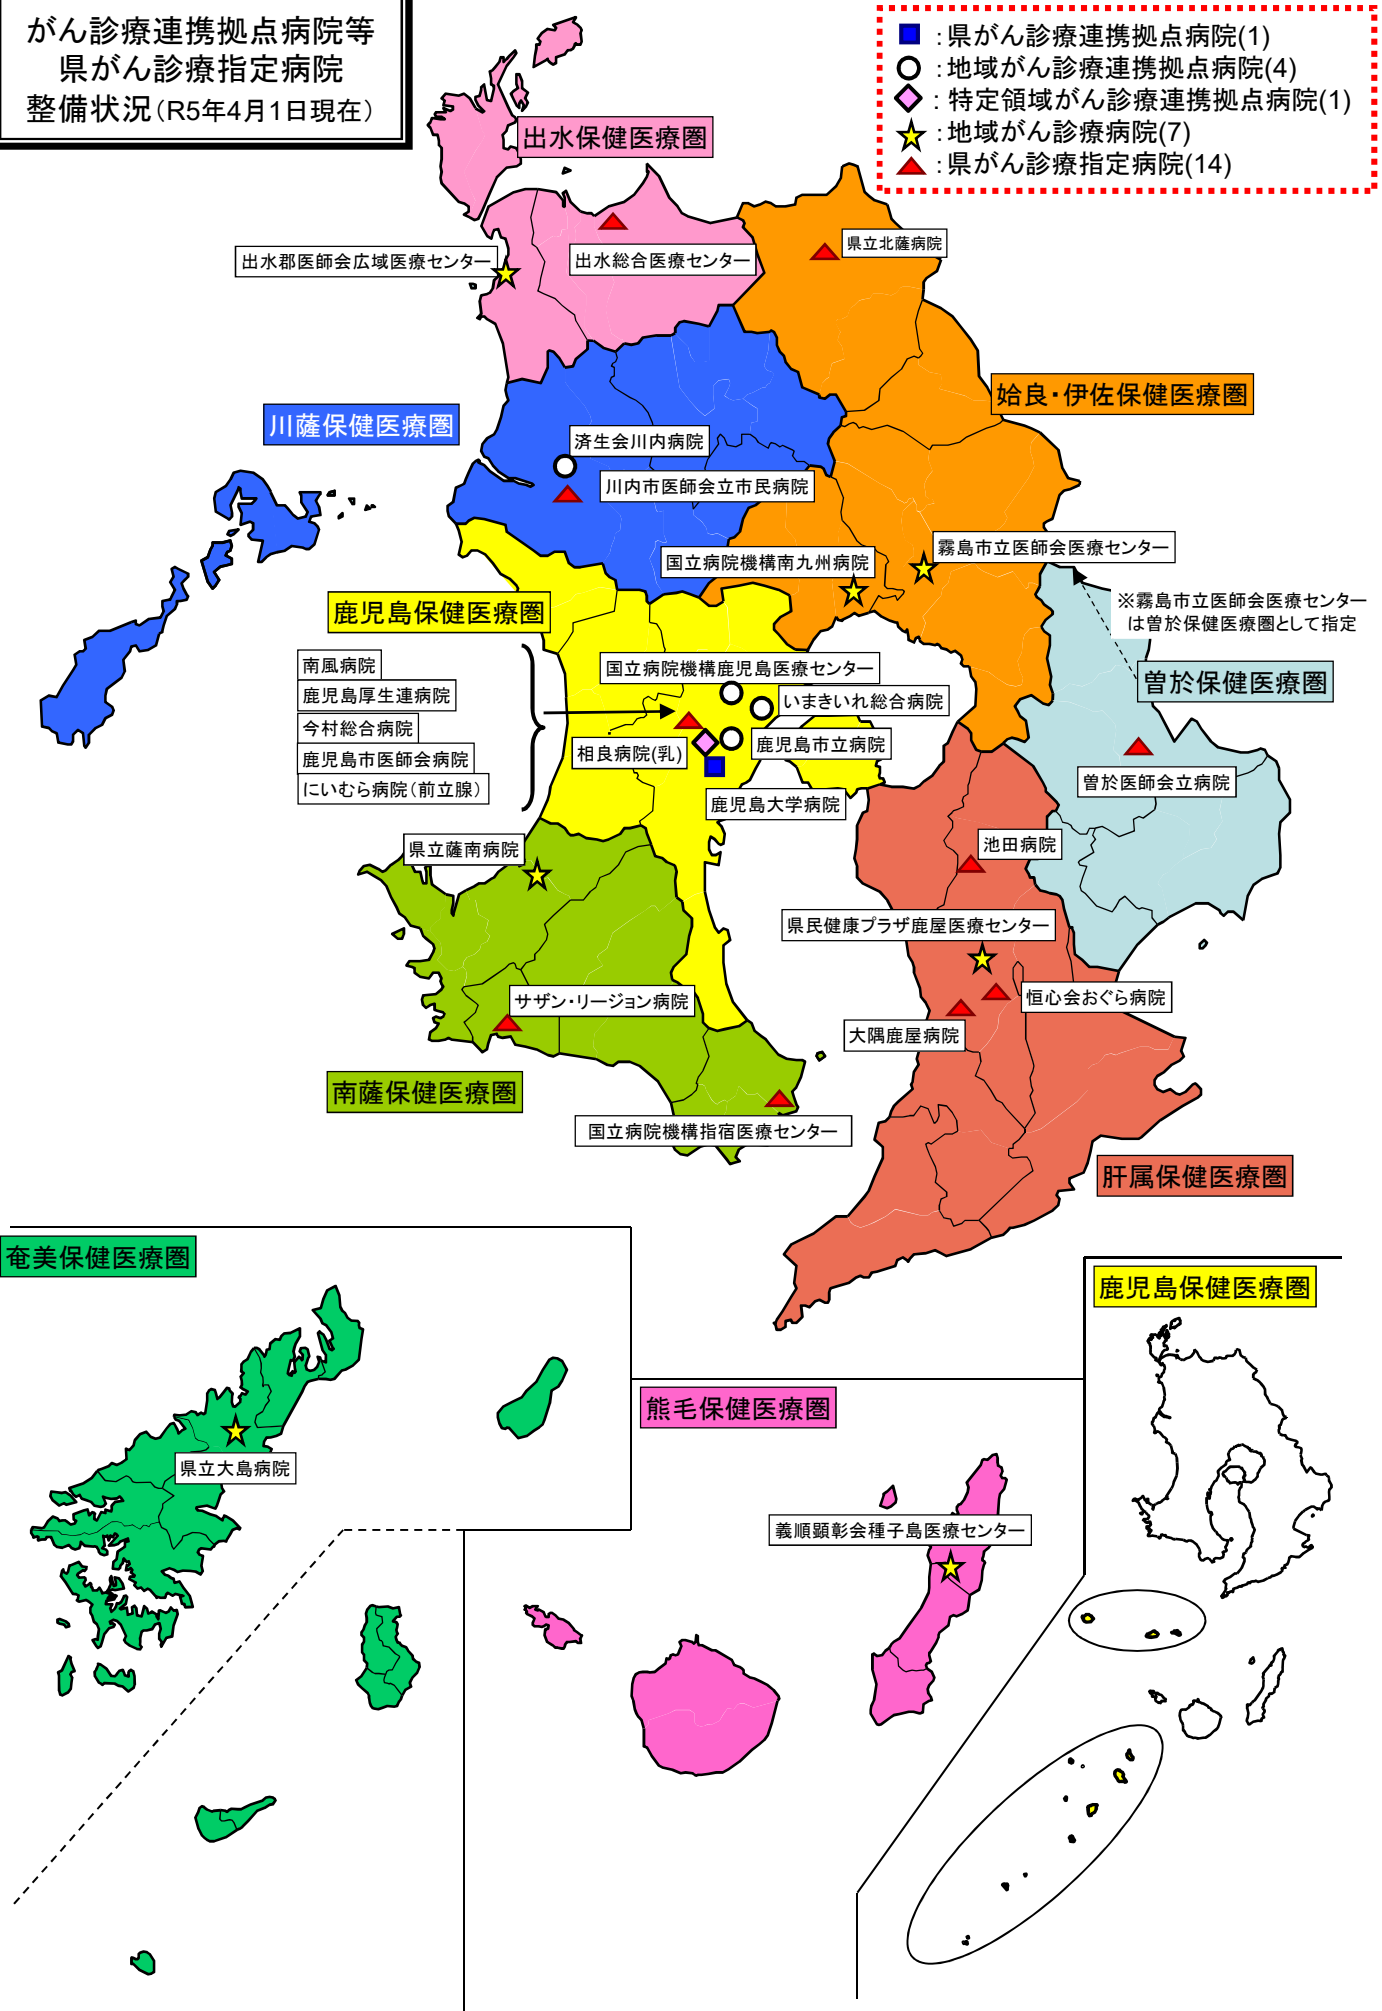 がん診療連携拠点病院等
県がん診療指定病院
整備状況(R5年4月1日現在)
:県がん診療連携拠点病院(1)
:地域がん診療連携拠点病院(4)
:特定領域がん診療連携拠点病院(1)
:地域がん診療病院(7)
:県がん診療指定病院(14)
出水保健医療圏
出水郡医師会広域医療センター
出水総合医療センター
県立北薩病院
姶良・伊佐保健医療圏
川薩保健医療圏
済生会川内病院
川内市医師会立市民病院
国立病院機構南九州病院
霧島市立医師会医療センター
※霧島市立医師会医療センター
は曽於保健医療圏として指定
鹿児島保健医療圏
南風病院
鹿児島厚生連病院
今村総合病院
鹿児島市医師会病院
にいむら病院(前立腺)
国立病院機構鹿児島医療センター
いまきいれ総合病院
相良病院(乳)
鹿児島市立病院
鹿児島大学病院
曽於保健医療圏
曽於医師会立病院
県立薩南病院
池田病院
県民健康プラザ鹿屋医療センター
サザン・リージョン病院
恒心会おぐら病院
大隅鹿屋病院
南薩保健医療圏
国立病院機構指宿医療センター
肝属保健医療圏
奄美保健医療圏
県立大島病院
熊毛保健医療圏
義順顕彰会種子島医療センター
鹿児島保健医療圏